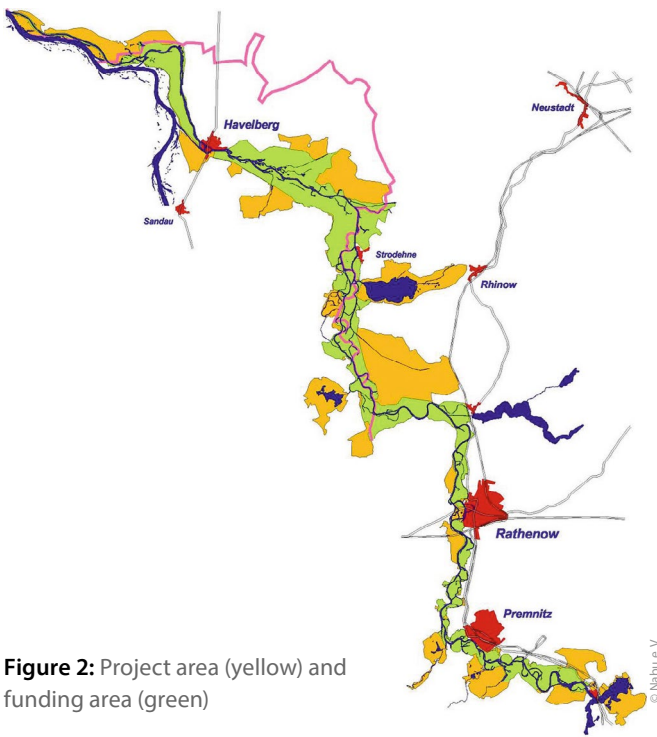 Neustadt
Havelberg
Sandau
Strodehne
Rhinow
Rathenow
Premnitz
Figure 2: Project area (yellow) and
funding area (green)
© Nabu e.V.